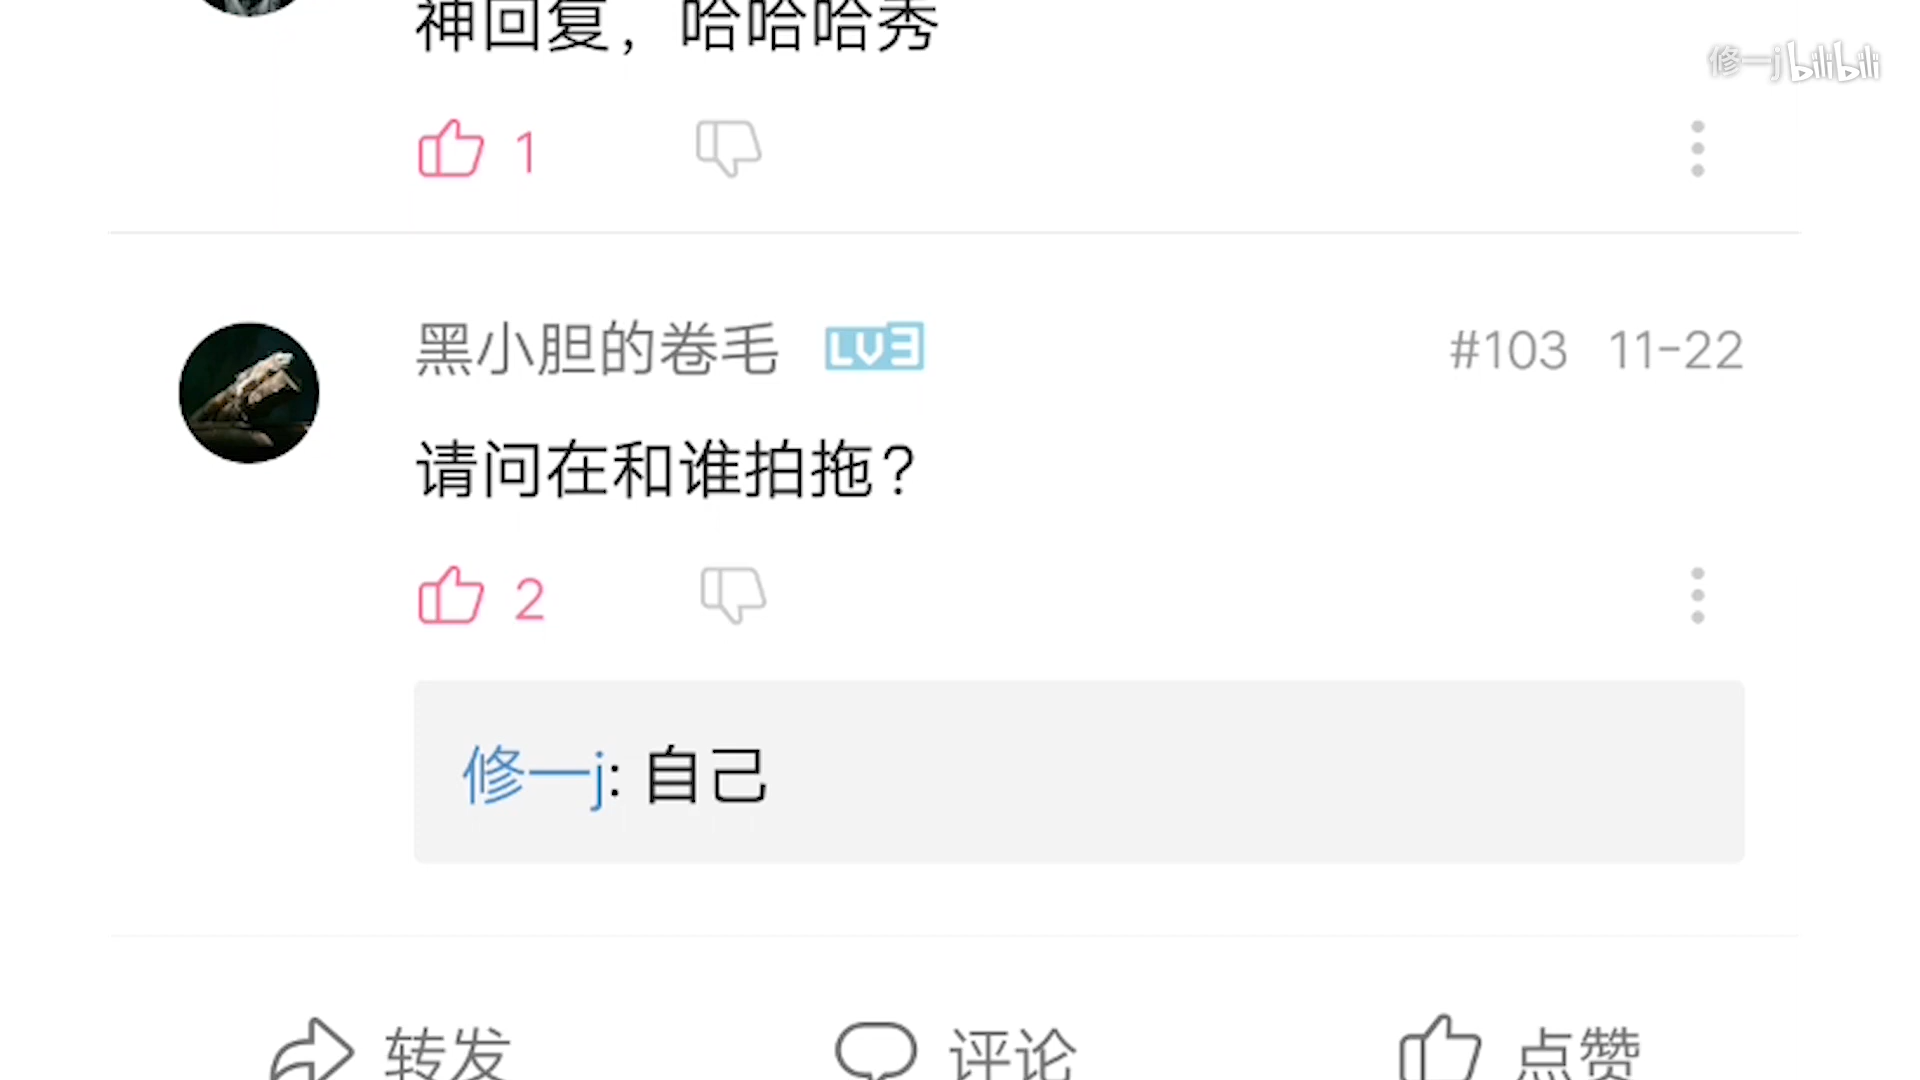 神回复，哈哈哈秀
修一j bilibili
1
黑小胆的卷毛 LV3 #103 11-22
请问在和谁拍拖？
2
修一j: 自己
转发 评论 点赞